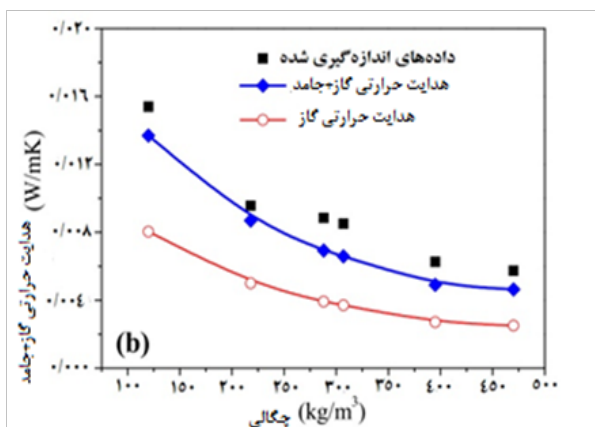 ۰/۰۲۰
۰/۰۱۶
۰/۰۱۲
۰/۰۰۸
۰/۰۰۴
۰/۰۰۰
هدایت حرارتی گاز+جامد (W/mK)
داده‌های اندازه‌گیری شده
هدایت حرارتی گاز+جامد
هدایت حرارتی گاز
(b)
۱۰۰ ۱۵۰ ۲۰۰ ۲۵۰ ۳۰۰ ۳۵۰ ۴۰۰ ۴۵۰ ۵۰۰
چگالی (kg/m³)